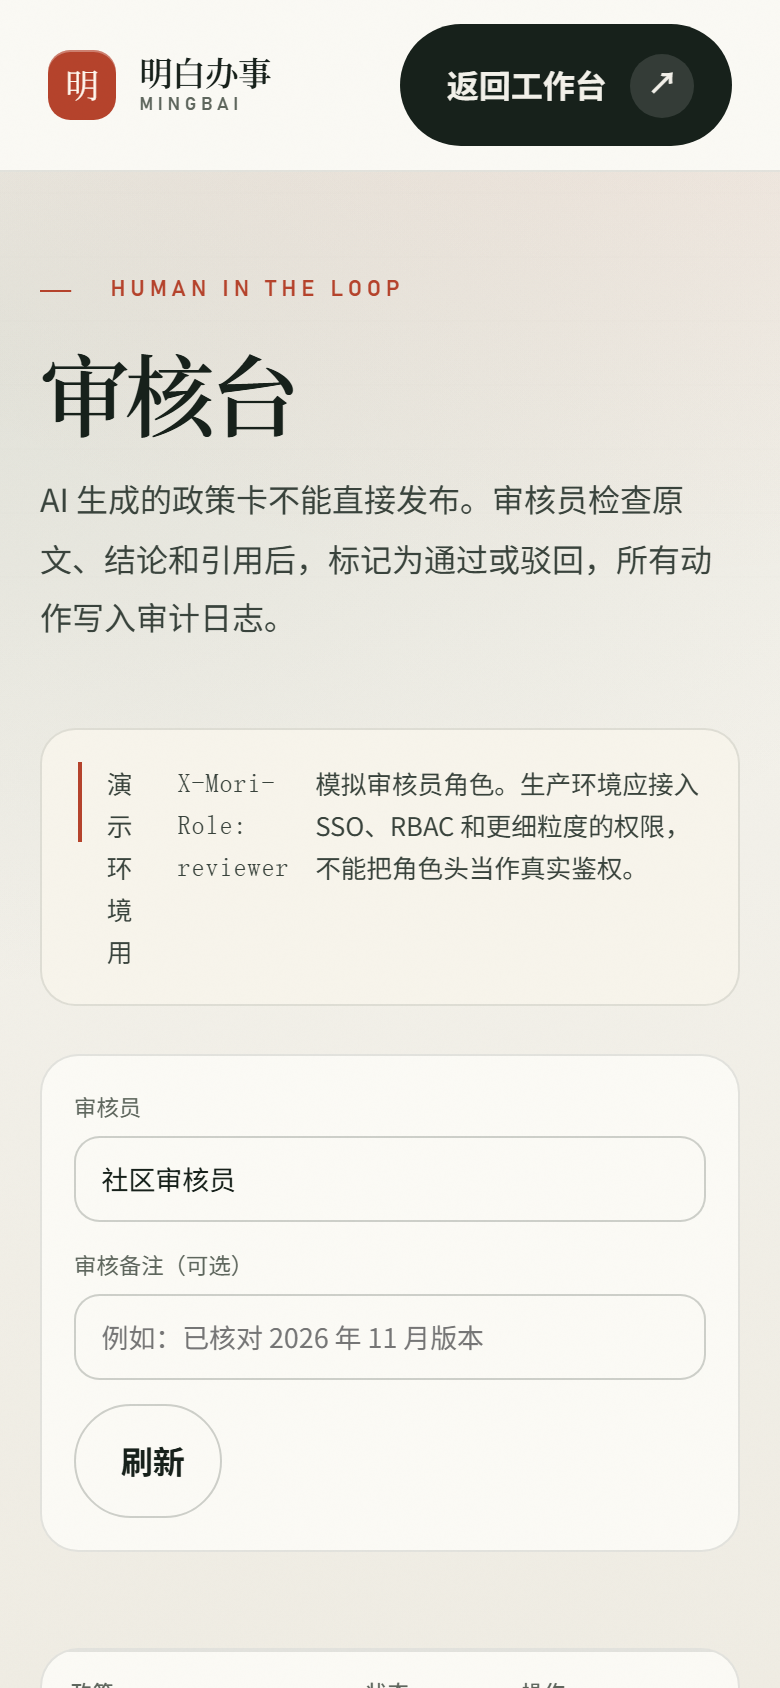 明
明白办事
MINGBAI
返回工作台
HUMAN IN THE LOOP
审核台
AI 生成的政策卡不能直接发布。审核员检查原
文、结论和引用后，标记为通过或驳回，所有动
作写入审计日志。
演
示
环
境
用
X-Mori-
Role:
reviewer
模拟审核员角色。生产环境应接入
SSO、RBAC 和更细粒度的权限，
不能把角色头当作真实鉴权。
审核员
社区审核员
审核备注（可选）
例如：已核对 2026 年 11 月版本
刷新
政策 状态 操作